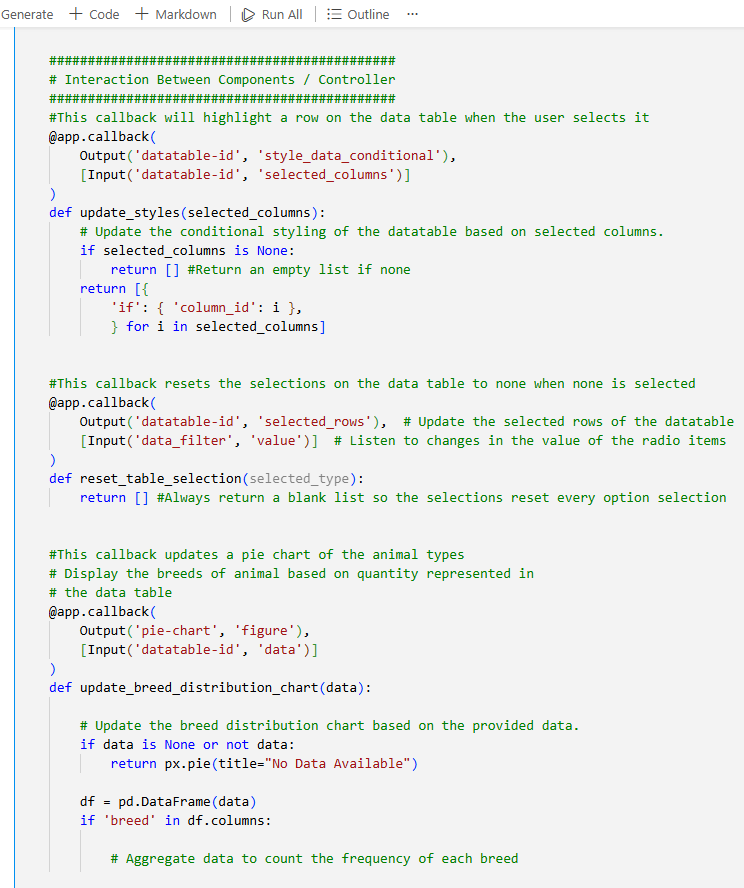 Generate + Code + Markdown Run All Outline ...
#############################################
# Interaction Between Components / Controller
#############################################
#This callback will highlight a row on the data table when the user selects it
@app.callback(
    Output('datatable-id', 'style_data_conditional'),
    [Input('datatable-id', 'selected_columns')]
)
def update_styles(selected_columns):
    # Update the conditional styling of the datatable based on selected columns.
    if selected_columns is None:
        return [] #Return an empty list if none
    return [{
        'if': { 'column_id': i },
        } for i in selected_columns]
#This callback resets the selections on the data table to none when none is selected
@app.callback(
    Output('datatable-id', 'selected_rows'),  # Update the selected rows of the datatable
    [Input('data_filter', 'value')]  # Listen to changes in the value of the radio items
)
def reset_table_selection(selected_type):
    return [] #Always return a blank list so the selections reset every option selection
#This callback updates a pie chart of the animal types
# Display the breeds of animal based on quantity represented in
# the data table
@app.callback(
    Output('pie-chart', 'figure'),
    [Input('datatable-id', 'data')]
)
def update_breed_distribution_chart(data):
    # Update the breed distribution chart based on the provided data.
    if data is None or not data:
        return px.pie(title="No Data Available")
    df = pd.DataFrame(data)
    if 'breed' in df.columns:
        # Aggregate data to count the frequency of each breed